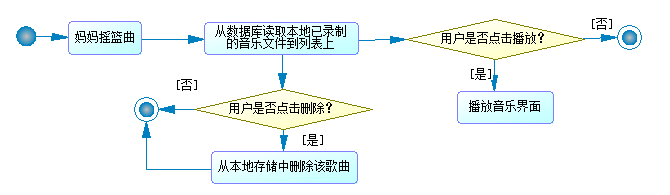 妈妈摇篮曲
从数据库读取本地已录制
的音乐文件到列表上
用户是否点击播放?
[否]
[是]
播放音乐界面
[否]
用户是否点击删除?
[是]
从本地存储中删除该歌曲